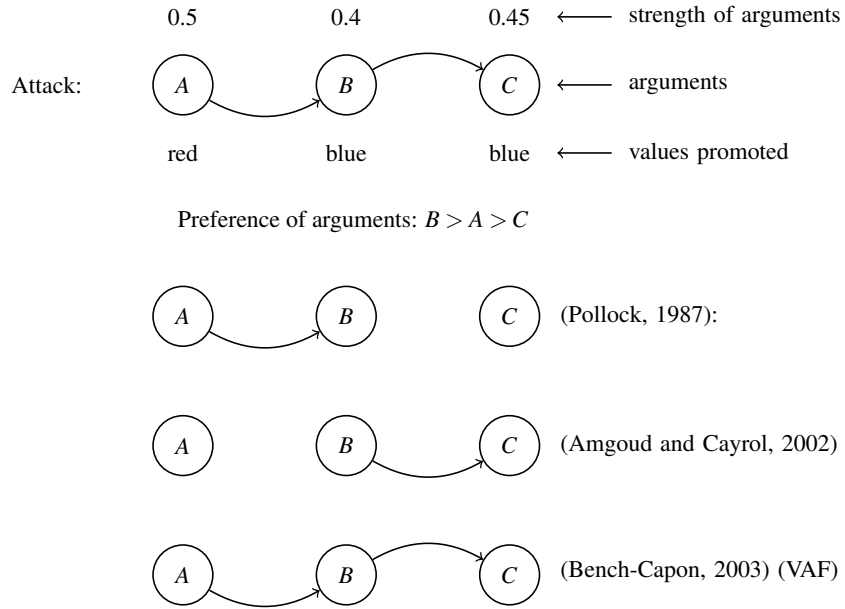 0.5 0.4 0.45 strength of arguments
Attack: A B C arguments
red blue blue values promoted
Preference of arguments: B > A > C
A B C (Pollock, 1987):
A B C (Amgoud and Cayrol, 2002)
A B C (Bench-Capon, 2003) (VAF)